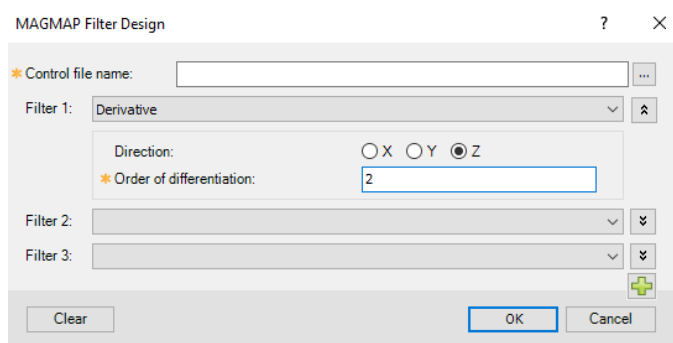 MAGMAP Filter Design ? ×
* Control file name: ...
Filter 1: Derivative
Direction: X Y Z
* Order of differentiation: 2
Filter 2:
Filter 3:
Clear OK Cancel